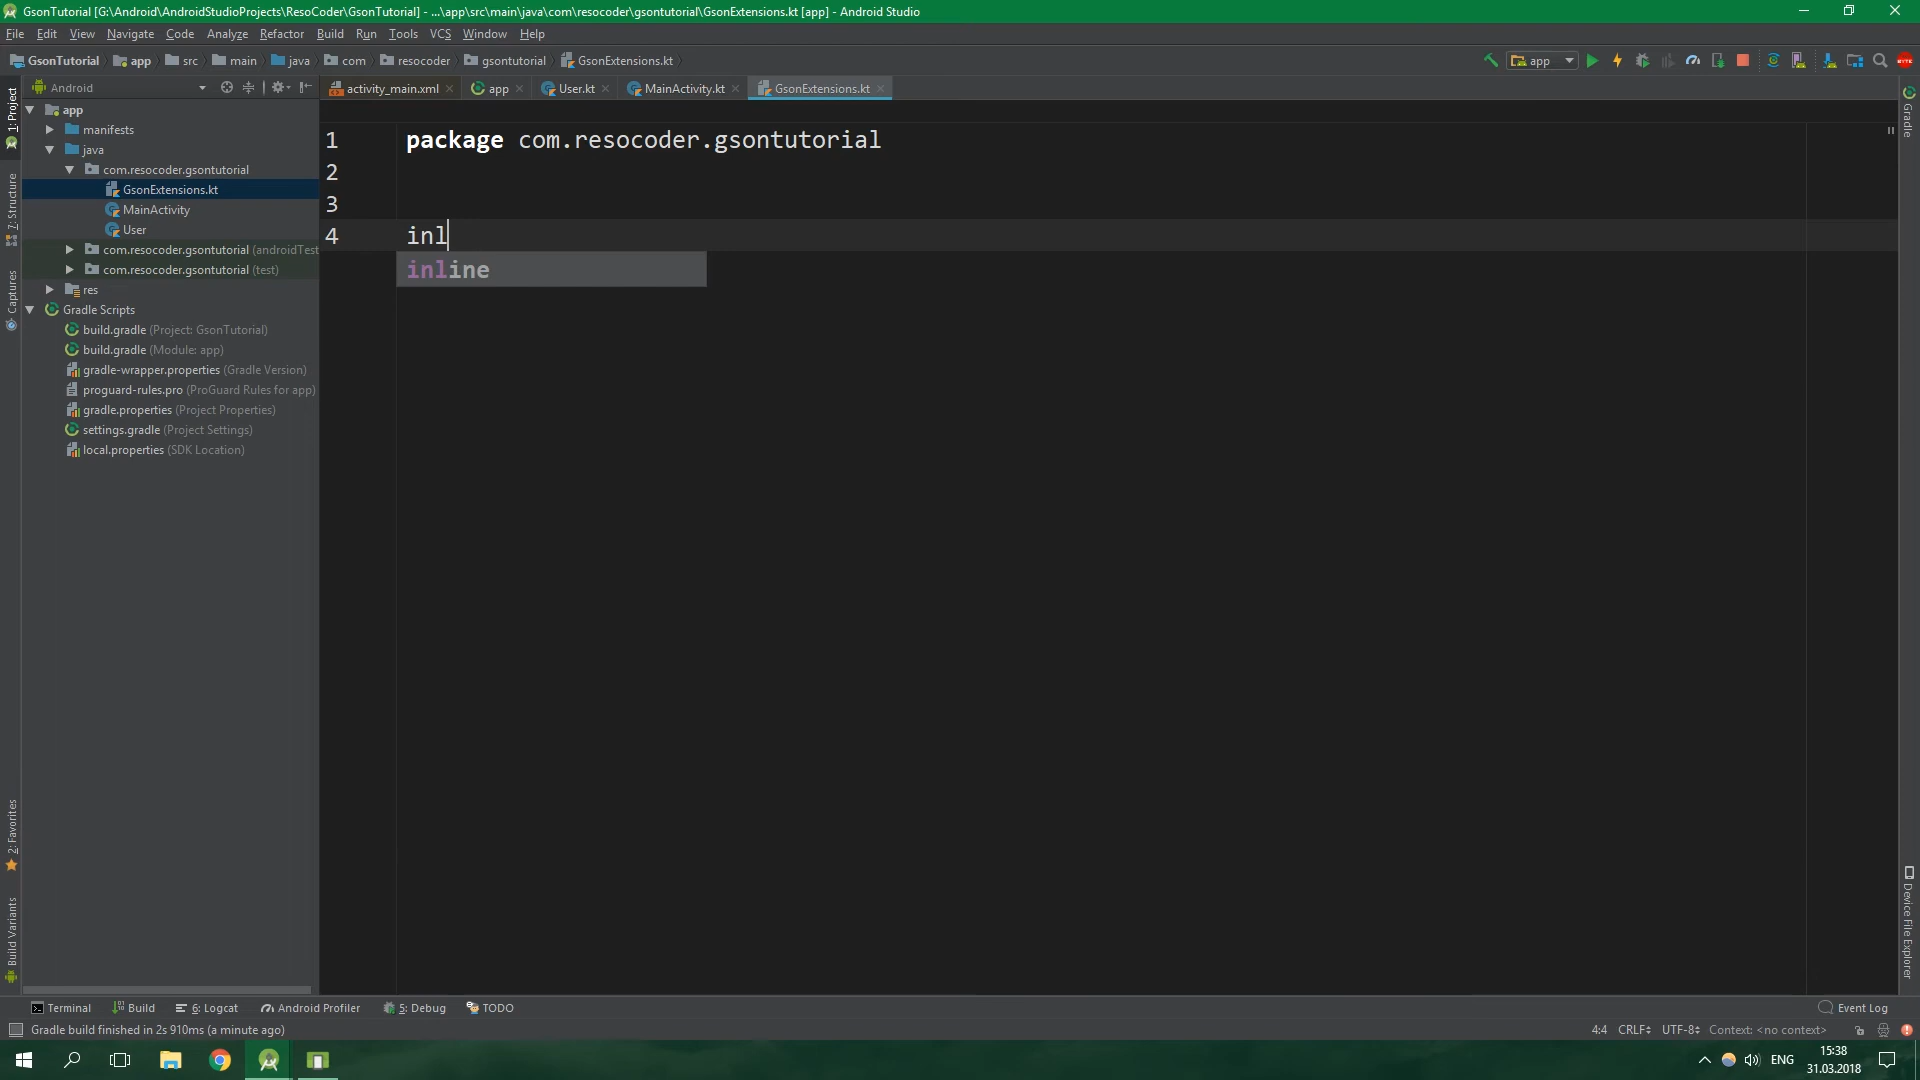 GsonTutorial [G:\Android\AndroidStudioProjects\ResoCoder\GsonTutorial] - ...\app\src\main\java\com\resocoder\gsontutorial\GsonExtensions.kt [app] - Android Studio
File Edit View Navigate Code Analyze Refactor Build Run Tools VCS Window Help
GsonTutorial app src main java com resocoder gsontutorial GsonExtensions.kt app
Android activity_main.xml app User.kt MainActivity.kt GsonExtensions.kt
1: Project
7: Structure
Captures
2: Favorites
Build Variants
app
manifests
java
com.resocoder.gsontutorial
GsonExtensions.kt
MainActivity
User
com.resocoder.gsontutorial (androidTest
com.resocoder.gsontutorial (test)
res
Gradle Scripts
build.gradle (Project: GsonTutorial)
build.gradle (Module: app)
gradle-wrapper.properties (Gradle Version)
proguard-rules.pro (ProGuard Rules for app)
gradle.properties (Project Properties)
settings.gradle (Project Settings)
local.properties (SDK Location)
1 package com.resocoder.gsontutorial
2
3
4 inl
inline
Gradle
Device File Explorer
Terminal Build 6: Logcat Android Profiler 5: Debug TODO Event Log
Gradle build finished in 2s 910ms (a minute ago) 4:4 CRLF UTF-8 Context: <no context>
ENG 15:38
31.03.2018